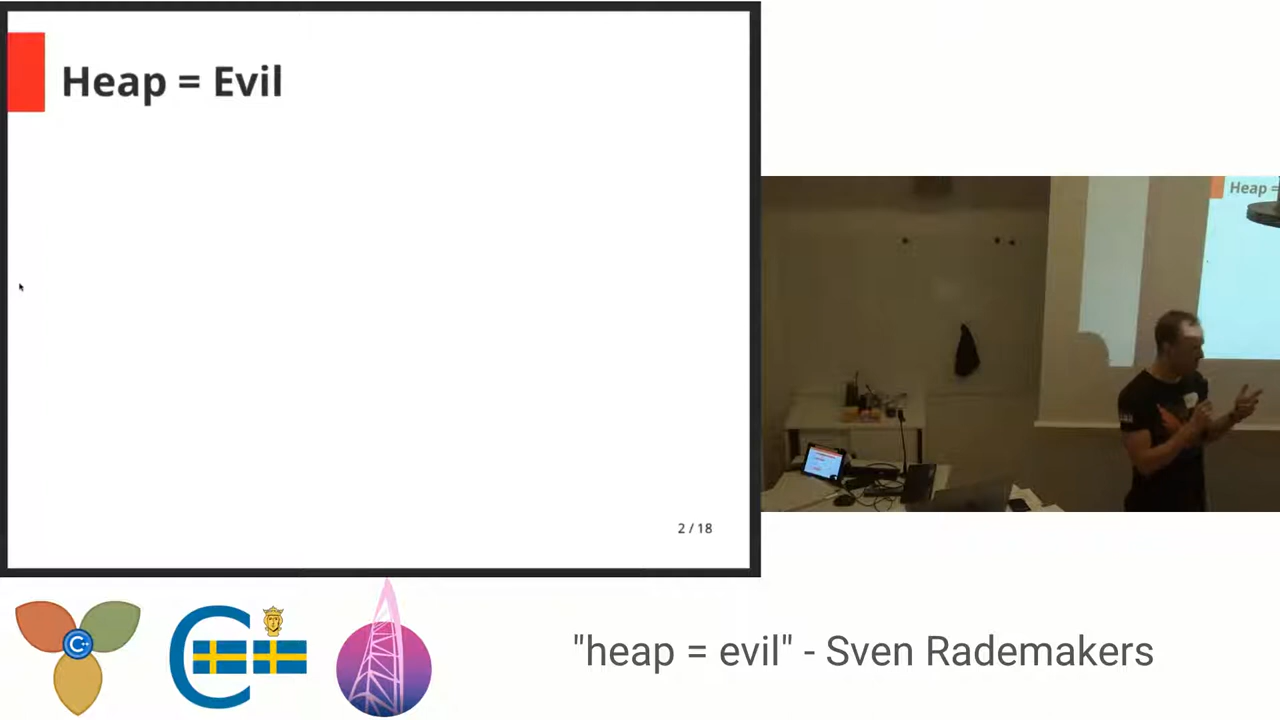 Heap = Evil
2 / 18
Heap =
C++
"heap = evil" - Sven Rademakers